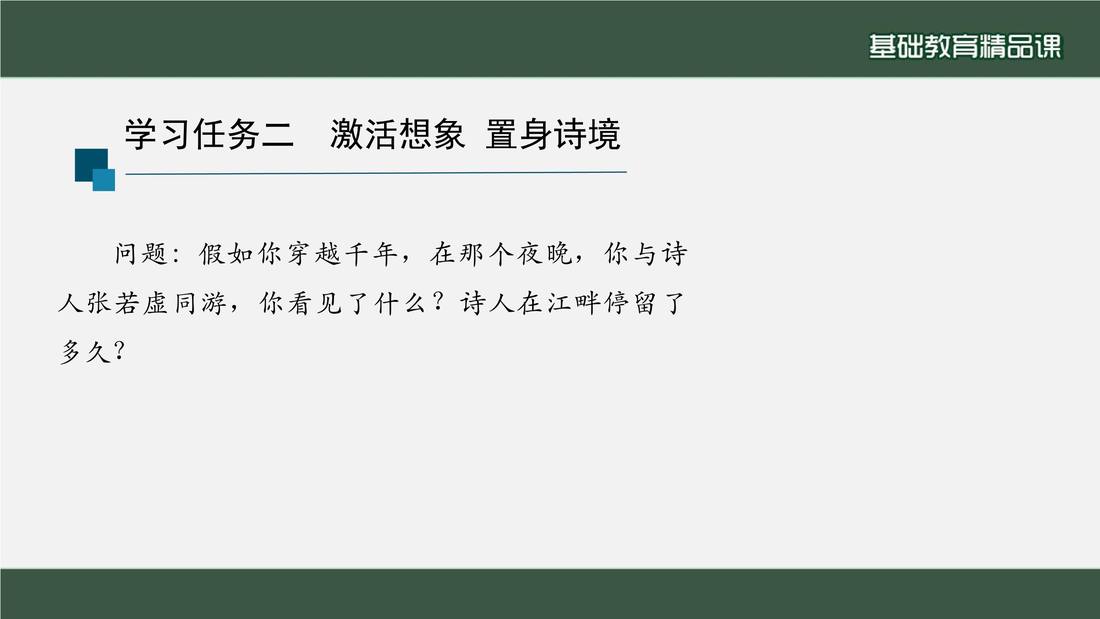 基础教育精品课
学习任务二 激活想象 置身诗境
问题：假如你穿越千年，在那个夜晚，你与诗
人张若虚同游，你看见了什么？诗人在江畔停留了
多久？